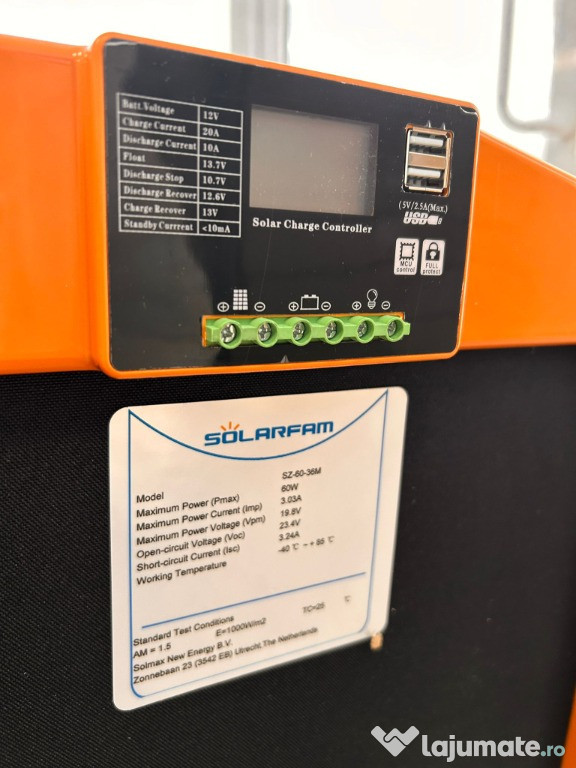 Batt.Voltage 12V
Charge Current 20A
Discharge Current 10A
Float 13.7V
Discharge Stop 10.7V
Discharge Recover 12.6V
Charge Recover 13V
Standby Currrent <10mA
Solar Charge Controller
(5V/2.5A(Max.)
USB
MCU control
FULL protect
SOLARFAM
Model SZ-60-36M
Maximum Power (Pmax) 60W
Maximum Power Current (Imp) 3.03A
Maximum Power Voltage (Vpm) 19.8V
Open-circuit Voltage (Voc) 23.4V
Short-circuit Current (Isc) 3.24A
Working Temperature -40 ℃ ~ + 85 ℃
Standard Test Conditions
AM = 1.5 E=1000W/m2 TC=25 ℃
Solmax New Energy B.V.
Zonnebaan 23 (3542 EB) Utrecht,The Netherlands
lajumate.ro